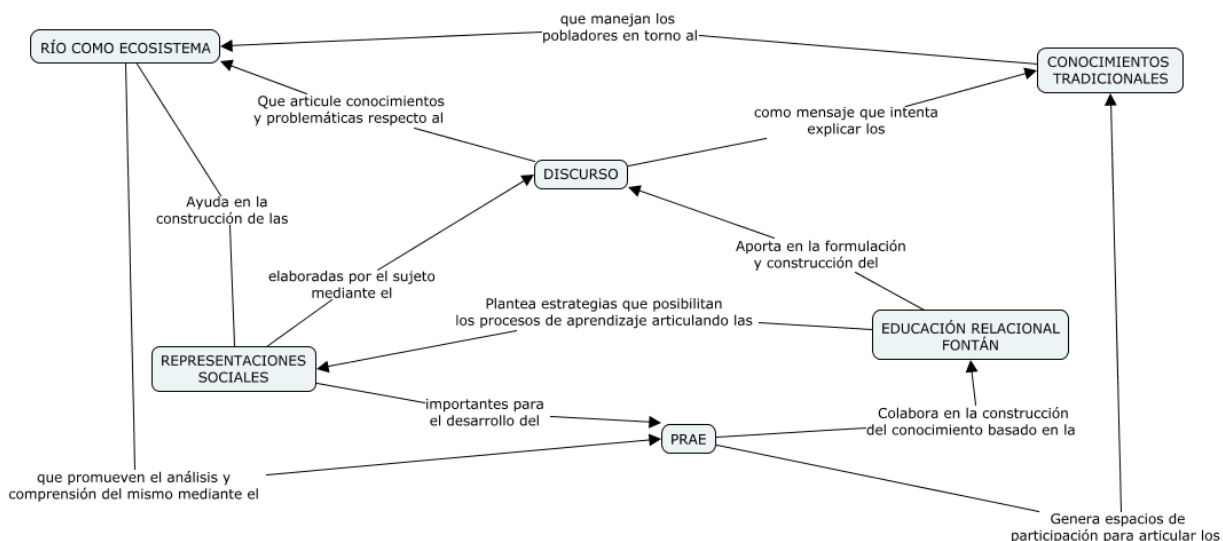 que manejan los
pobladores en torno al
RÍO COMO ECOSISTEMA
CONOCIMIENTOS
TRADICIONALES
Que articule conocimientos
y problemáticas respecto al
como mensaje que intenta
explicar los
DISCURSO
Ayuda en la
construcción de las
Aporta en la formulación
y construcción del
elaboradas por el sujeto
mediante el
Plantea estrategias que posibilitan
los procesos de aprendizaje articulando las
EDUCACIÓN RELACIONAL
FONTÁN
REPRESENTACIONES
SOCIALES
importantes para
el desarrollo del
Colabora en la construcción
del conocimiento basado en la
PRAE
que promueven el análisis y
comprensión del mismo mediante el
Genera espacios de
participación para articular los